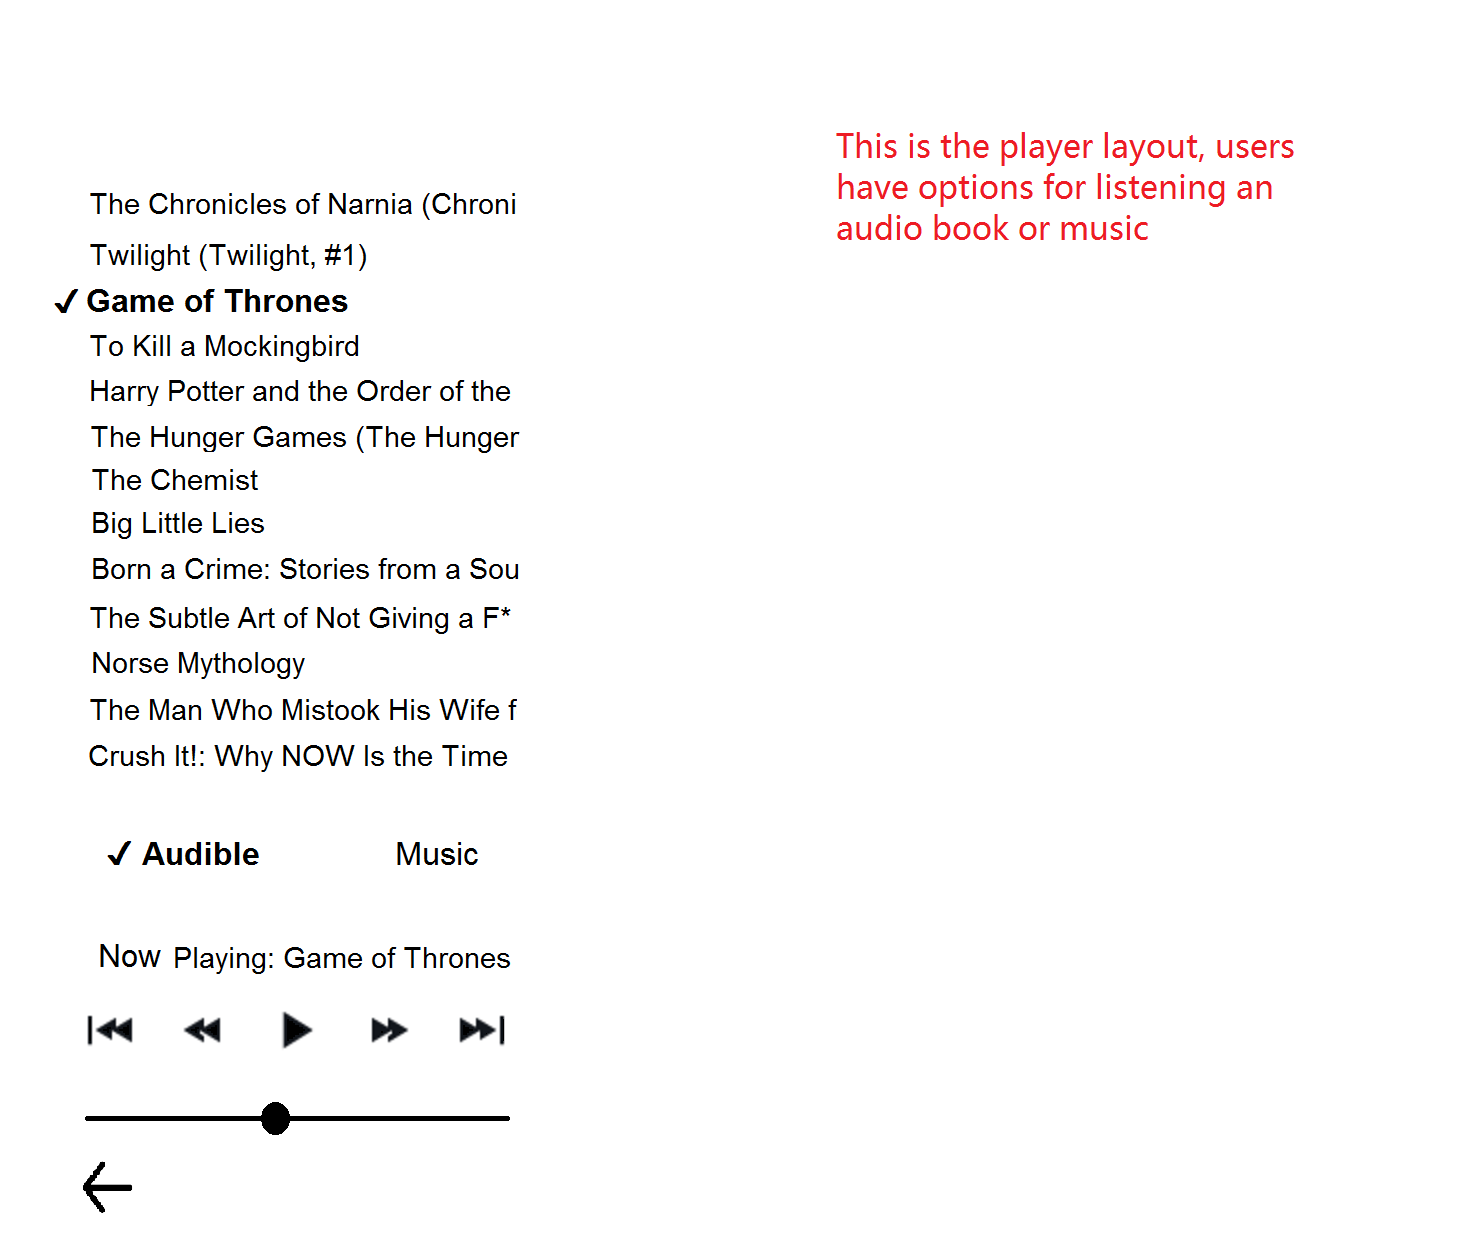 This is the player layout, users
have options for listening an
audio book or music
The Chronicles of Narnia (Chroni
Twilight (Twilight, #1)
✓ Game of Thrones
To Kill a Mockingbird
Harry Potter and the Order of the
The Hunger Games (The Hunger
The Chemist
Big Little Lies
Born a Crime: Stories from a Sou
The Subtle Art of Not Giving a F*
Norse Mythology
The Man Who Mistook His Wife f
Crush It!: Why NOW Is the Time
✓ Audible Music
Now Playing: Game of Thrones